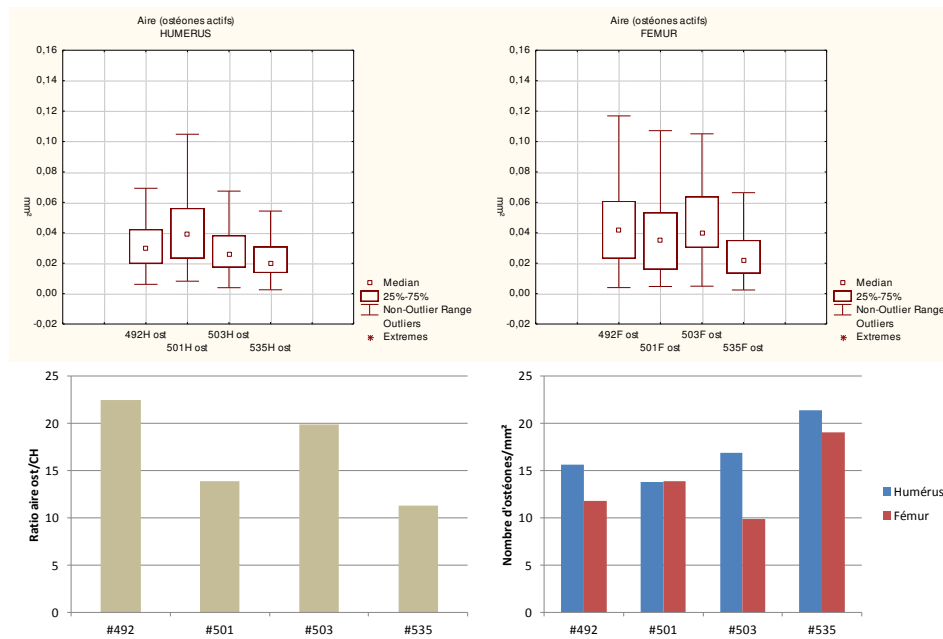 Aire (ostéones actifs)
HUMERUS
0,16
0,14
0,12
0,10
0,08
0,06
0,04
0,02
0,00
-0,02
mm²
492H ost
503H ost
501H ost
535H ost
Median
25%-75%
Non-Outlier Range
Outliers
Extremes
Aire (ostéones actifs)
FEMUR
0,16
0,14
0,12
0,10
0,08
0,06
0,04
0,02
0,00
-0,02
mm²
492F ost
503F ost
501F ost
535F ost
Median
25%-75%
Non-Outlier Range
Outliers
Extremes
Ratio aire ost/CH
25
20
15
10
5
0
#492
#501
#503
#535
Nombre d'ostéones/mm²
25
20
15
10
5
0
#492
#501
#503
#535
Humérus
Fémur